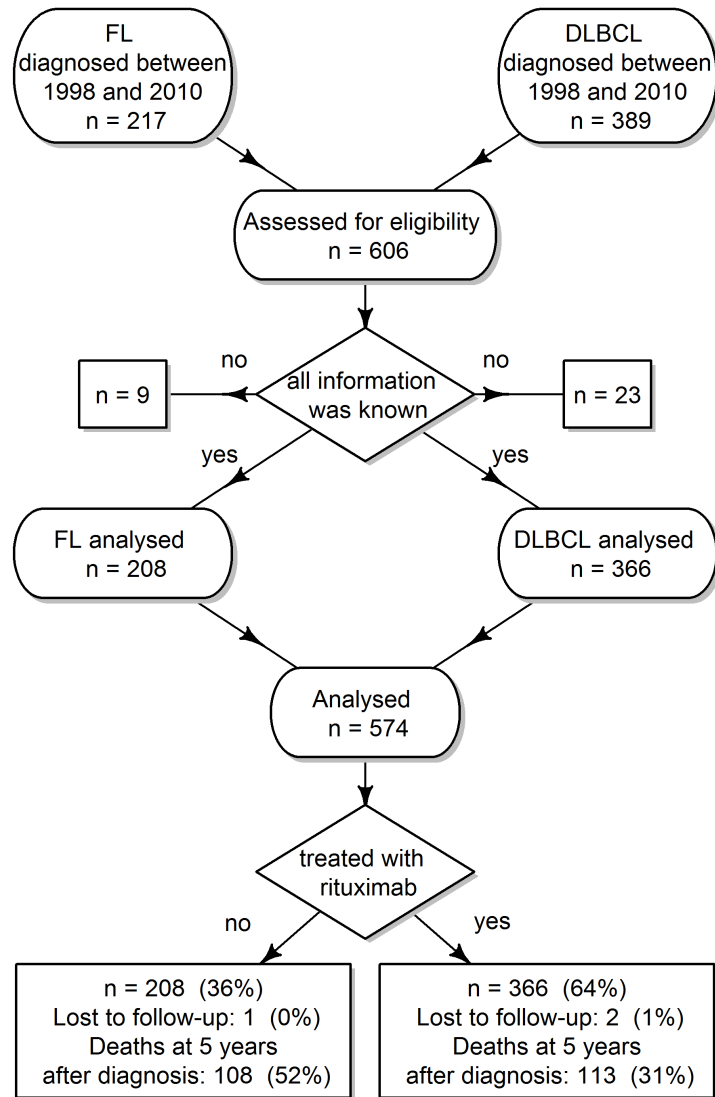 FL
diagnosed between
1998 and 2010
n = 217
DLBCL
diagnosed between
1998 and 2010
n = 389
Assessed for eligibility
n = 606
no
no
n = 9
all information
was known
n = 23
yes
yes
FL analysed
n = 208
DLBCL analysed
n = 366
Analysed
n = 574
treated with
rituximab
no
yes
n = 208 (36%)
Lost to follow-up: 1 (0%)
Deaths at 5 years
after diagnosis: 108 (52%)
n = 366 (64%)
Lost to follow-up: 2 (1%)
Deaths at 5 years
after diagnosis: 113 (31%)